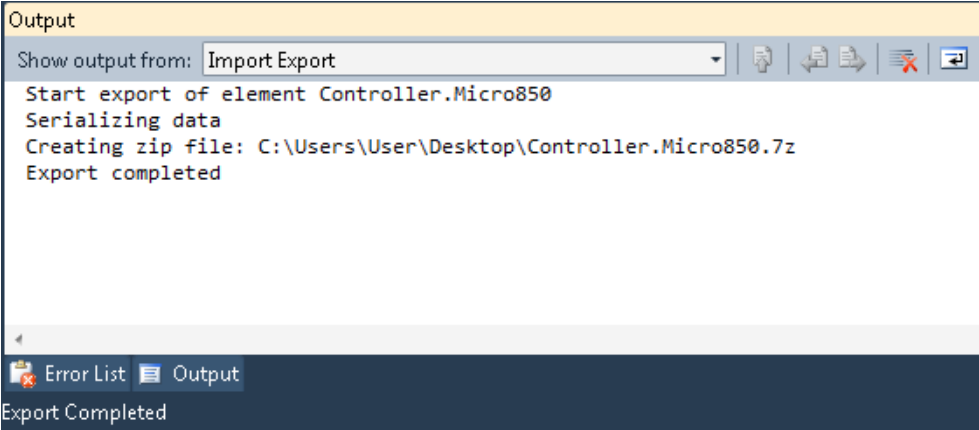 Output
Show output from: Import Export
Start export of element Controller.Micro850
Serializing data
Creating zip file: C:\Users\User\Desktop\Controller.Micro850.7z
Export completed
Error List Output
Export Completed